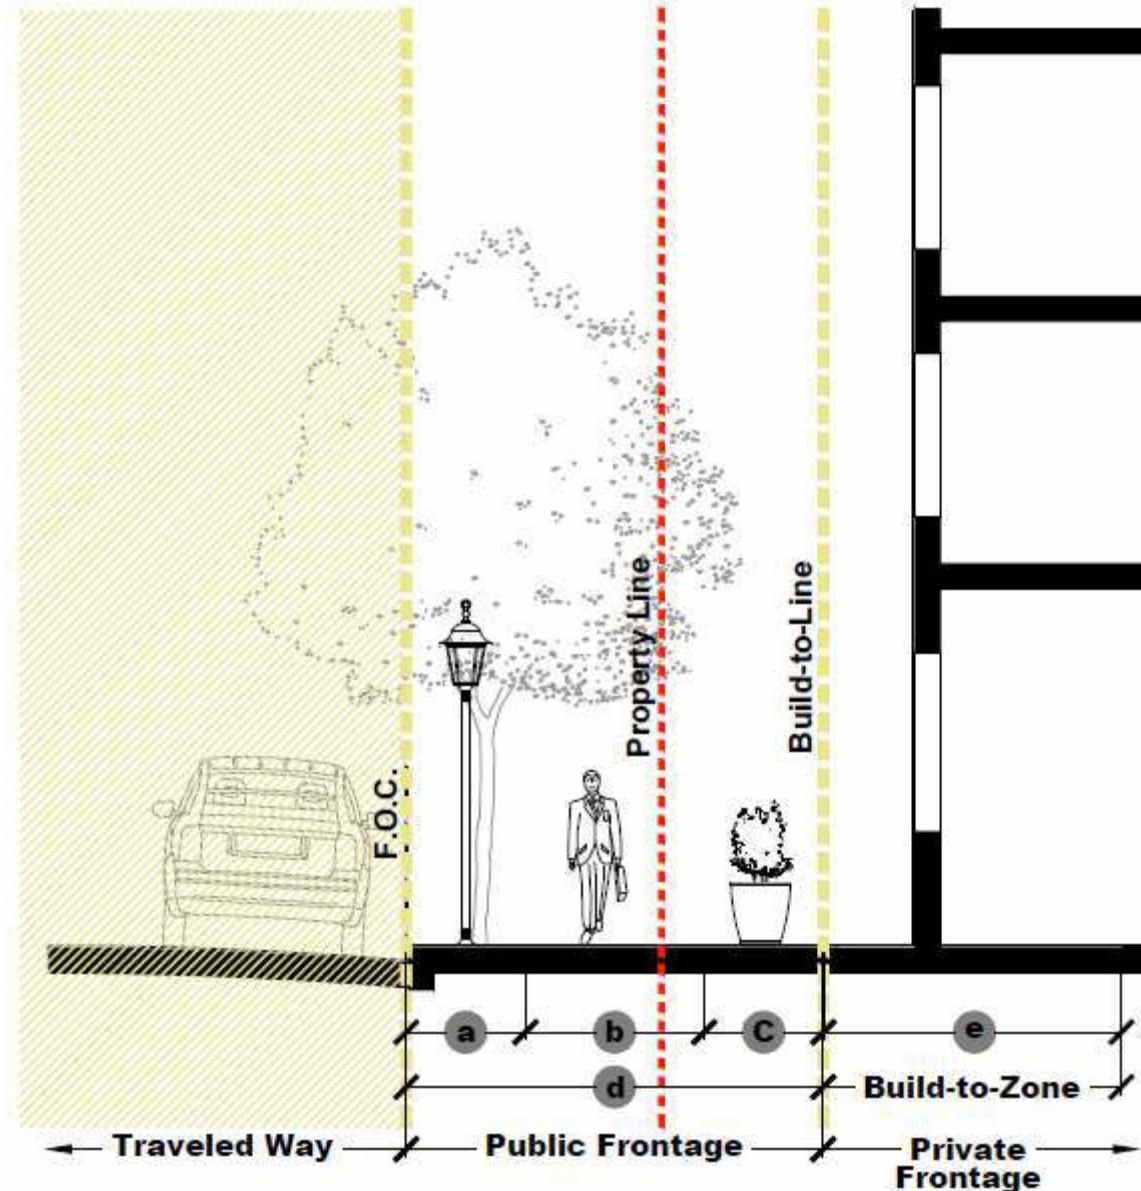 Property Line
Build-to-Line
F.O.C.
a
b
C
e
d
Build-to-Zone
Traveled Way
Public Frontage
Private
Frontage